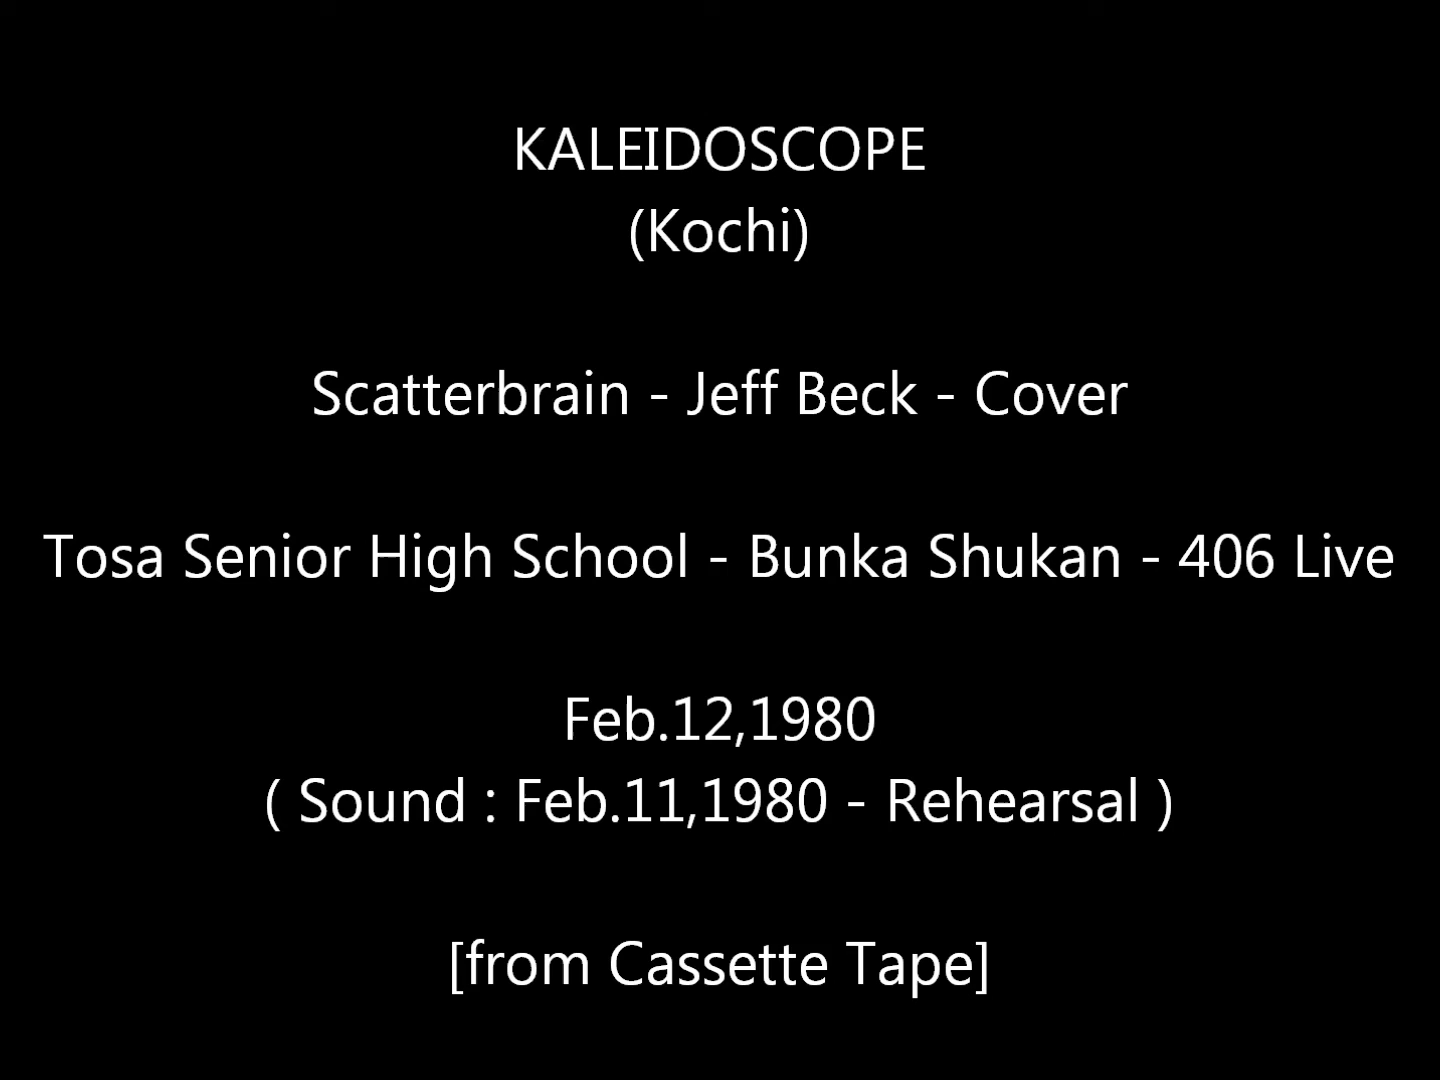 KALEIDOSCOPE
(Kochi)
Scatterbrain - Jeff Beck - Cover
Tosa Senior High School - Bunka Shukan - 406 Live
Feb.12,1980
( Sound : Feb.11,1980 - Rehearsal )
[from Cassette Tape]